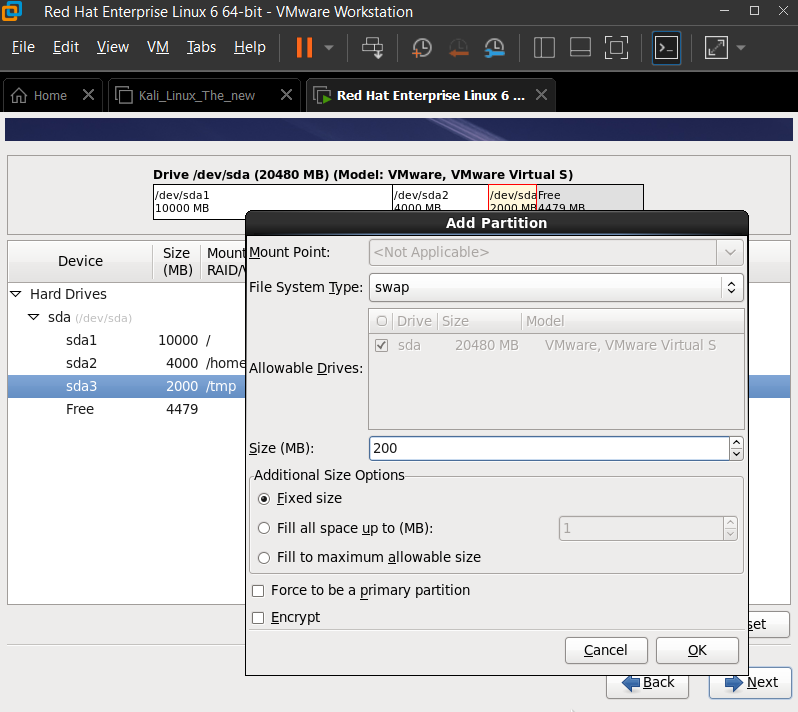 Red Hat Enterprise Linux 6 64-bit - VMware Workstation
File Edit View VM Tabs Help
Home Kali_Linux_The_new Red Hat Enterprise Linux 6 ...
Drive /dev/sda (20480 MB) (Model: VMware, VMware Virtual S)
/dev/sda1 /dev/sda2 /dev/sda Free
10000 MB 4000 MB 2000 MB 4479 MB
Add Partition
Device Size (MB) Mount RAID/V
Hard Drives
sda (/dev/sda)
sda1 10000 /
sda2 4000 /home
sda3 2000 /tmp
Free 4479
Mount Point: <Not Applicable>
File System Type: swap
Allowable Drives:
Drive Size Model
sda 20480 MB VMware, VMware Virtual S
Size (MB): 200
Additional Size Options
Fixed size
Fill all space up to (MB): 1
Fill to maximum allowable size
Force to be a primary partition
Encrypt
Cancel OK
set
Back Next